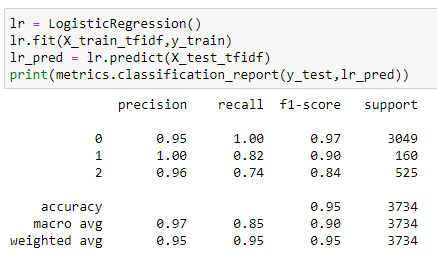 lr = LogisticRegression()
lr.fit(X_train_tfidf,y_train)
lr_pred = lr.predict(X_test_tfidf)
print(metrics.classification_report(y_test,lr_pred))
precision recall f1-score support
0 0.95 1.00 0.97 3049
1 1.00 0.82 0.90 160
2 0.96 0.74 0.84 525
accuracy 0.95 3734
macro avg 0.97 0.85 0.90 3734
weighted avg 0.95 0.95 0.95 3734